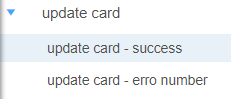 update card
update card - success
update card - erro number